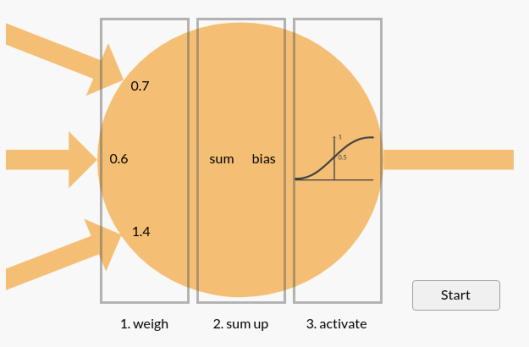 0.7
1
0.5
0.6
sum bias
1.4
Start
1. weigh
2. sum up
3. activate